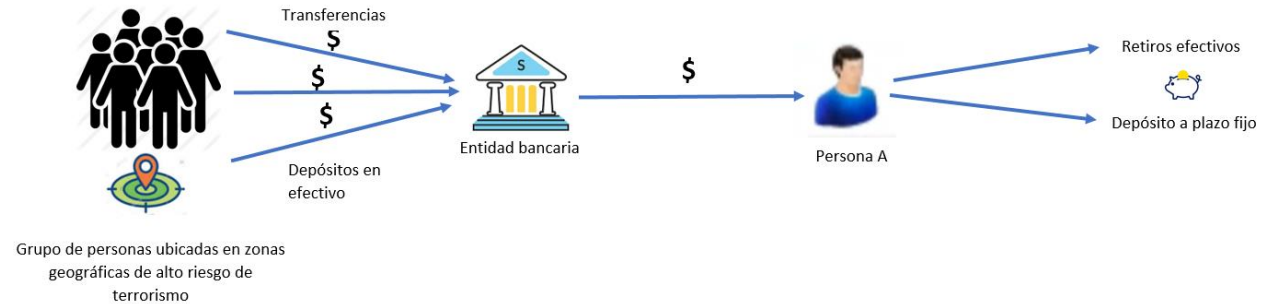 Transferencias
$
$
$
Depósitos en
efectivo
Grupo de personas ubicadas en zonas
geográficas de alto riesgo de
terrorismo
S
Entidad bancaria
$
Persona A
Retiros efectivos
Depósito a plazo fijo